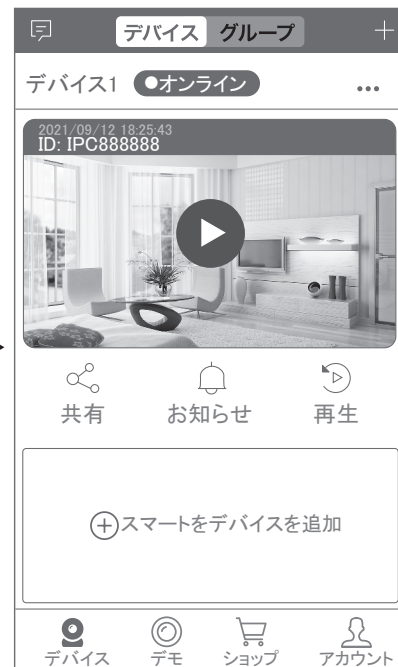 デバイス グループ
デバイス1 オンライン
2021/09/12 18:25:43
ID: IPC888888
共有 お知らせ 再生
スマートをデバイスを追加
デバイス デモ ショップ アカウント